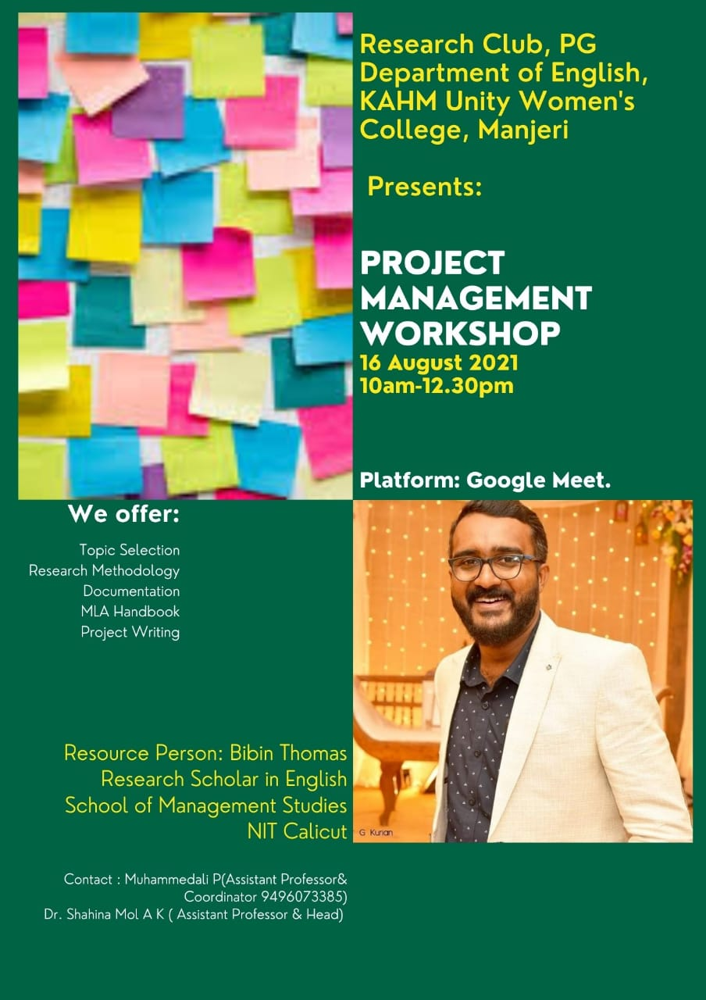 Research Club, PG
Department of English,
KAHM Unity Women's
College, Manjeri
Presents:
PROJECT
MANAGEMENT
WORKSHOP
16 August 2021
10am-12.30pm
Platform: Google Meet.
We offer:
Topic Selection
Research Methodology
Documentation
MLA Handbook
Project Writing
Resource Person: Bibin Thomas
Research Scholar in English
School of Management Studies
NIT Calicut
G Kurian
Contact : Muhammedali P(Assistant Professor&
Coordinator 9496073385)
Dr. Shahina Mol A K ( Assistant Professor & Head)